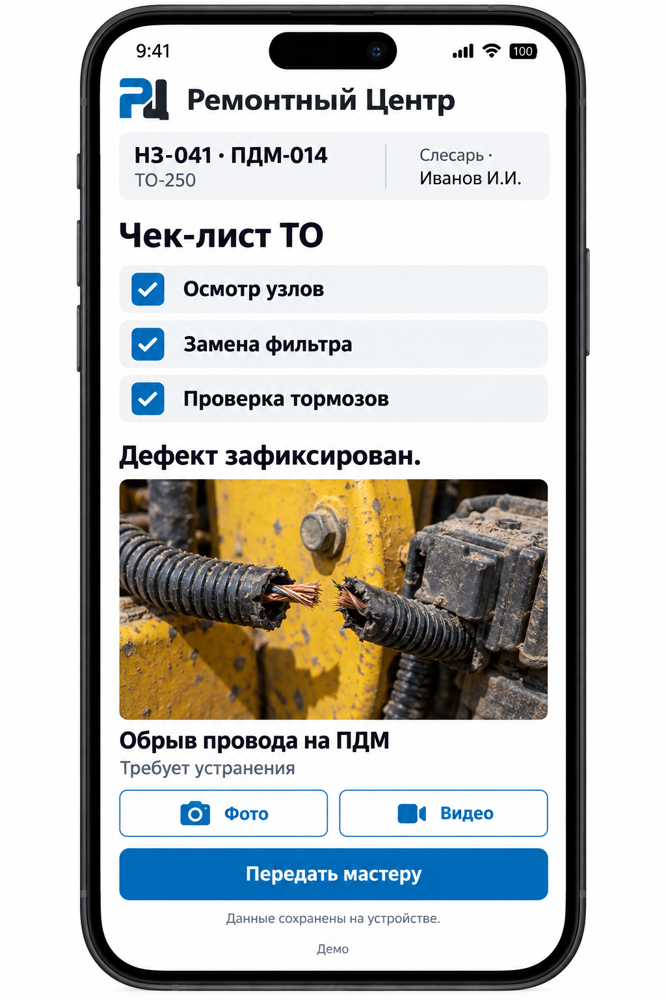 9:41
100
РЦ
Ремонтный Центр
НЗ-041 · ПДМ-014
ТО-250
Слесарь ·
Иванов И.И.
Чек-лист ТО
Осмотр узлов
Замена фильтра
Проверка тормозов
Дефект зафиксирован.
Обрыв провода на ПДМ
Требует устранения
Фото
Видео
Передать мастеру
Данные сохранены на устройстве.
Демо